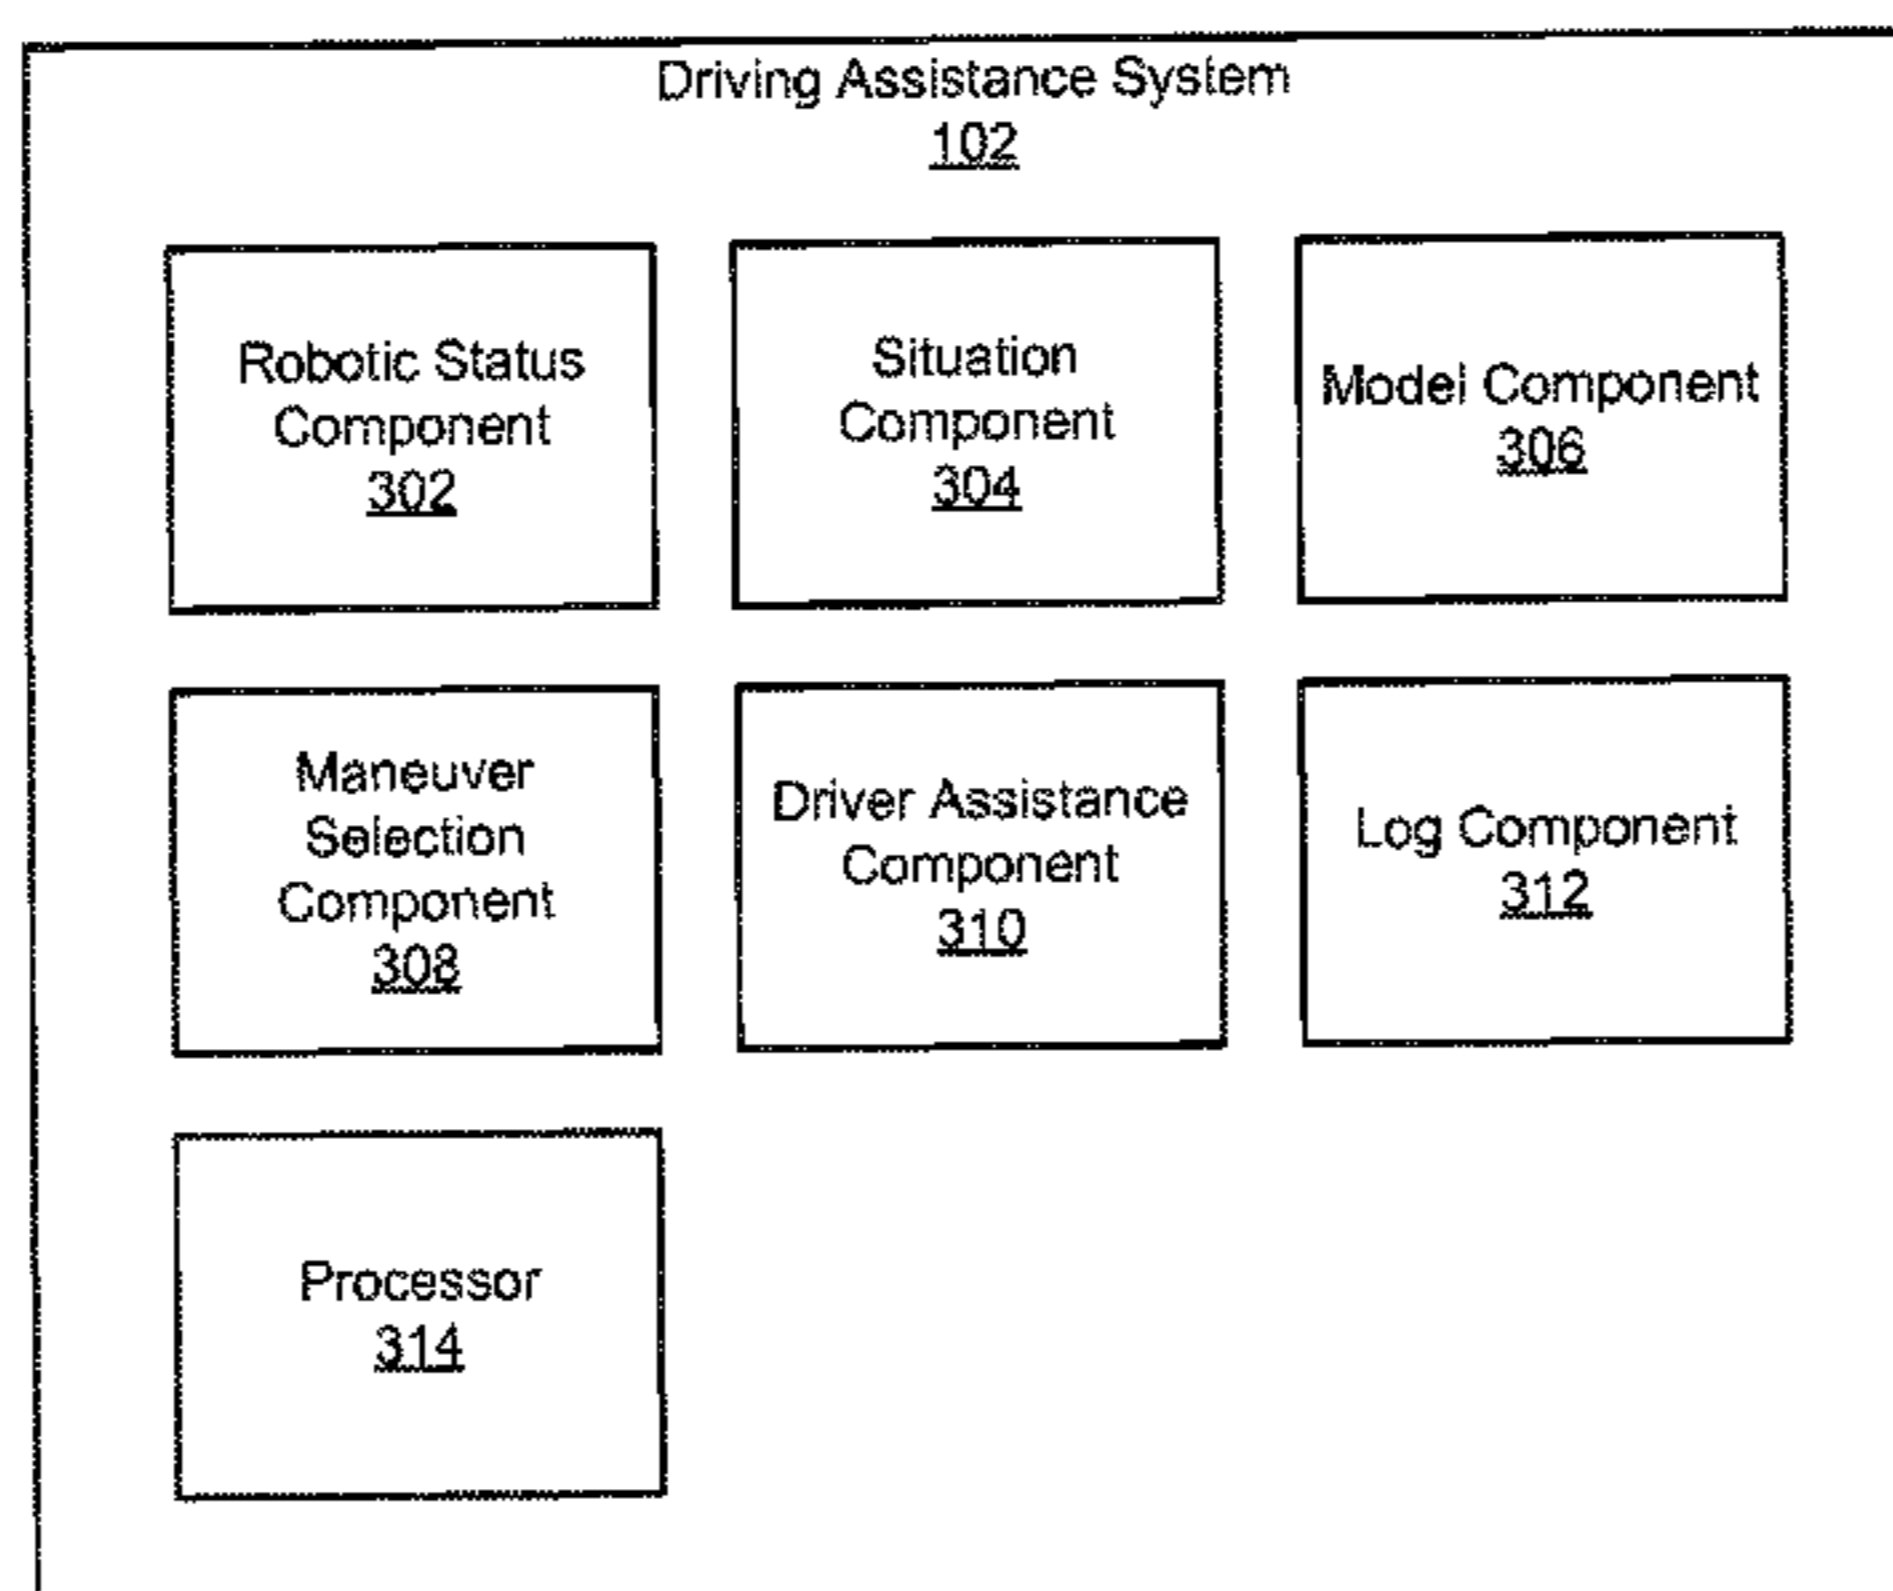 Driving Assistance System
102
Robotic Status
Component
302
Situation
Component
304
Model Component
306
Maneuver
Selection
Component
308
Driver Assistance
Component
310
Log Component
312
Processor
314